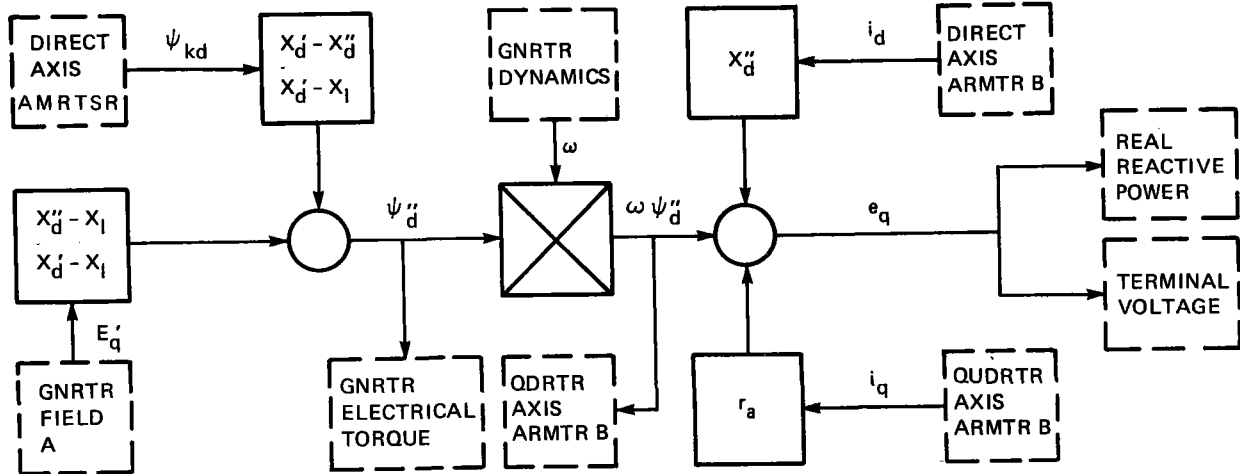 DIRECT
AXIS
AMRTSR
ψkd
X'd - X''d
X'd - Xl
GNRTR
DYNAMICS
ω
X''d
id
DIRECT
AXIS
ARMTR B
REAL
REACTIVE
POWER
X''d - Xl
X'd - Xl
ψ''d
ω ψ''d
eq
TERMINAL
VOLTAGE
E'q
GNRTR
FIELD
A
GNRTR
ELECTRICAL
TORQUE
QDRTR
AXIS
ARMTR B
ra
iq
QUDRTR
AXIS
ARMTR B